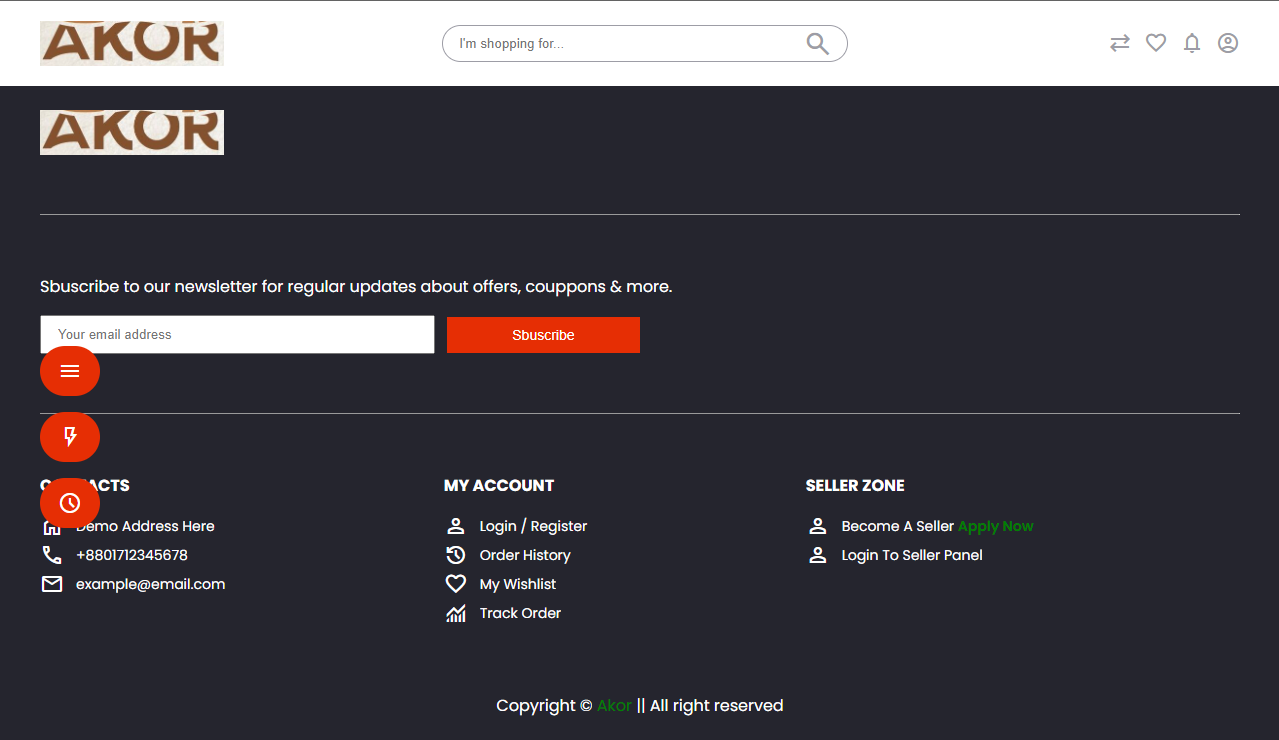 AKOR
I'm shopping for...
AKOR
Sbuscribe to our newsletter for regular updates about offers, couppons & more.
Your email address
Sbuscribe
CONTACTS
Demo Address Here
+8801712345678
example@email.com
MY ACCOUNT
Login / Register
Order History
My Wishlist
Track Order
SELLER ZONE
Become A Seller Apply Now
Login To Seller Panel
Copyright © Akor || All right reserved